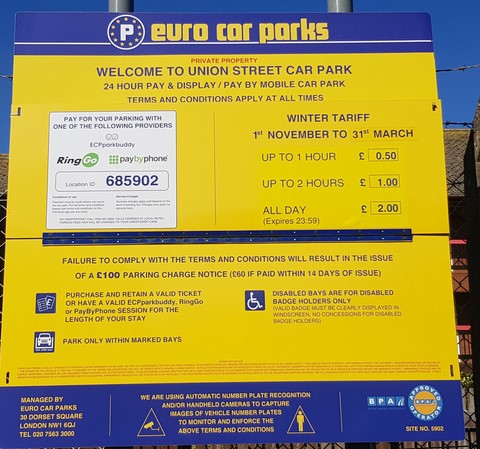 P euro car parks
PRIVATE PROPERTY
WELCOME TO UNION STREET CAR PARK
24 HOUR PAY & DISPLAY / PAY BY MOBILE CAR PARK
TERMS AND CONDITIONS APPLY AT ALL TIMES
PAY FOR YOUR PARKING WITH
ONE OF THE FOLLOWING PROVIDERS
ECPparkbuddy
RingGo paybyphone
Location ID 685902
WINTER TARIFF
1st NOVEMBER TO 31st MARCH
UP TO 1 HOUR £ 0.50
UP TO 2 HOURS £ 1.00
ALL DAY £ 2.00
(Expires 23:59)
FAILURE TO COMPLY WITH THE TERMS AND CONDITIONS WILL RESULT IN THE ISSUE
OF A £100 PARKING CHARGE NOTICE (£60 IF PAID WITHIN 14 DAYS OF ISSUE)
PURCHASE AND RETAIN A VALID TICKET
OR HAVE A VALID ECPparkbuddy, RingGo
or PayByPhone SESSION FOR THE
LENGTH OF YOUR STAY
PARK ONLY WITHIN MARKED BAYS
DISABLED BAYS ARE FOR DISABLED
BADGE HOLDERS ONLY
(VALID BADGE MUST BE CLEARLY DISPLAYED IN
WINDSCREEN. NO CONCESSIONS FOR DISABLED
BADGE HOLDERS)
MANAGED BY
EURO CAR PARKS
30 DORSET SQUARE
LONDON NW1 6QJ
TEL 020 7563 3000
WE ARE USING AUTOMATIC NUMBER PLATE RECOGNITION
AND/OR HANDHELD CAMERAS TO CAPTURE
IMAGES OF VEHICLE NUMBER PLATES
TO MONITOR AND ENFORCE THE
ABOVE TERMS AND CONDITIONS
BPA
APPROVED
BPA
OPERATOR
SITE NO. 5902